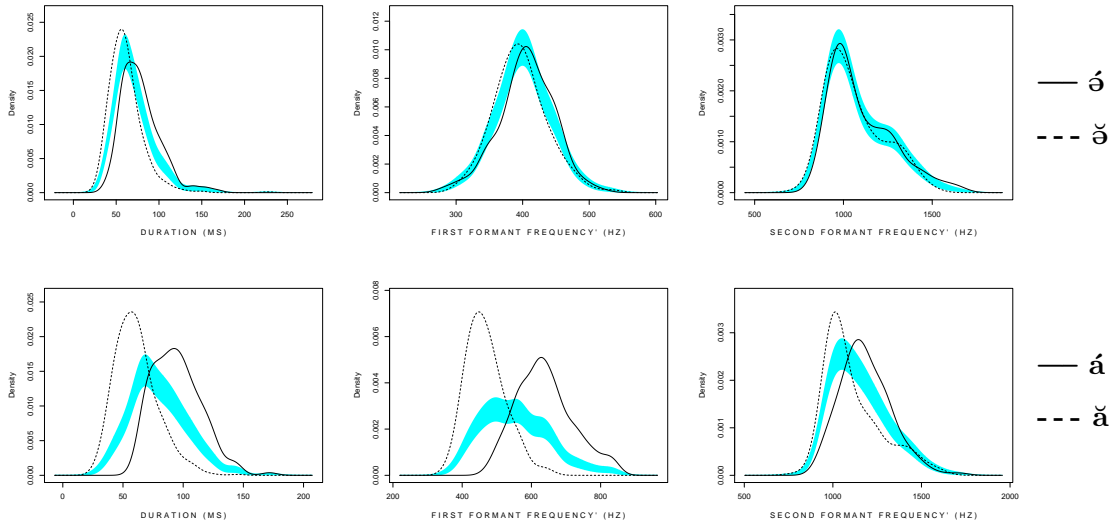 0.000 0.005 0.010 0.015 0.020 0.025
Density
0 50 100 150 200 250
DURATION (MS)
0.000 0.002 0.004 0.006 0.008 0.010 0.012
Density
300 400 500 600
FIRST FORMANT FREQUENCY' (HZ)
0.0000 0.0010 0.0020 0.0030
Density
500 1000 1500
SECOND FORMANT FREQUENCY' (HZ)
ə́
ə̆
0.000 0.005 0.010 0.015 0.020 0.025
Density
0 50 100 150 200
DURATION (MS)
0.000 0.002 0.004 0.006 0.008
Density
200 400 600 800
FIRST FORMANT FREQUENCY' (HZ)
0.000 0.001 0.002 0.003
Density
500 1000 1500 2000
SECOND FORMANT FREQUENCY' (HZ)
á
ă